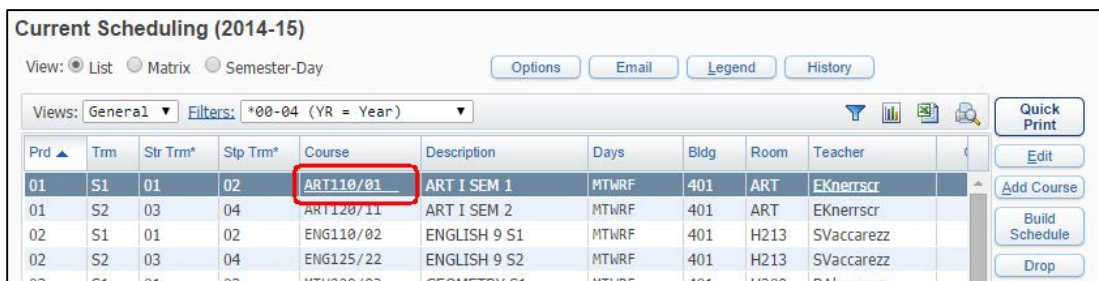 Current Scheduling (2014-15)
View: List Matrix Semester-Day Options Email Legend History
Views: General Filters: *00-04 (YR = Year) Quick Print
Prd Trm Str Trm* Stp Trm* Course Description Days Bldg Room Teacher Edit
01 S1 01 02 ART110/01 ART I SEM 1 MTWRF 401 ART EKnerrscr Add Course
01 S2 03 04 ART120/11 ART I SEM 2 MTWRF 401 ART EKnerrscr
02 S1 01 02 ENG110/02 ENGLISH 9 S1 MTWRF 401 H213 SVaccarezz Build Schedule
02 S2 03 04 ENG125/22 ENGLISH 9 S2 MTWRF 401 H213 SVaccarezz Drop